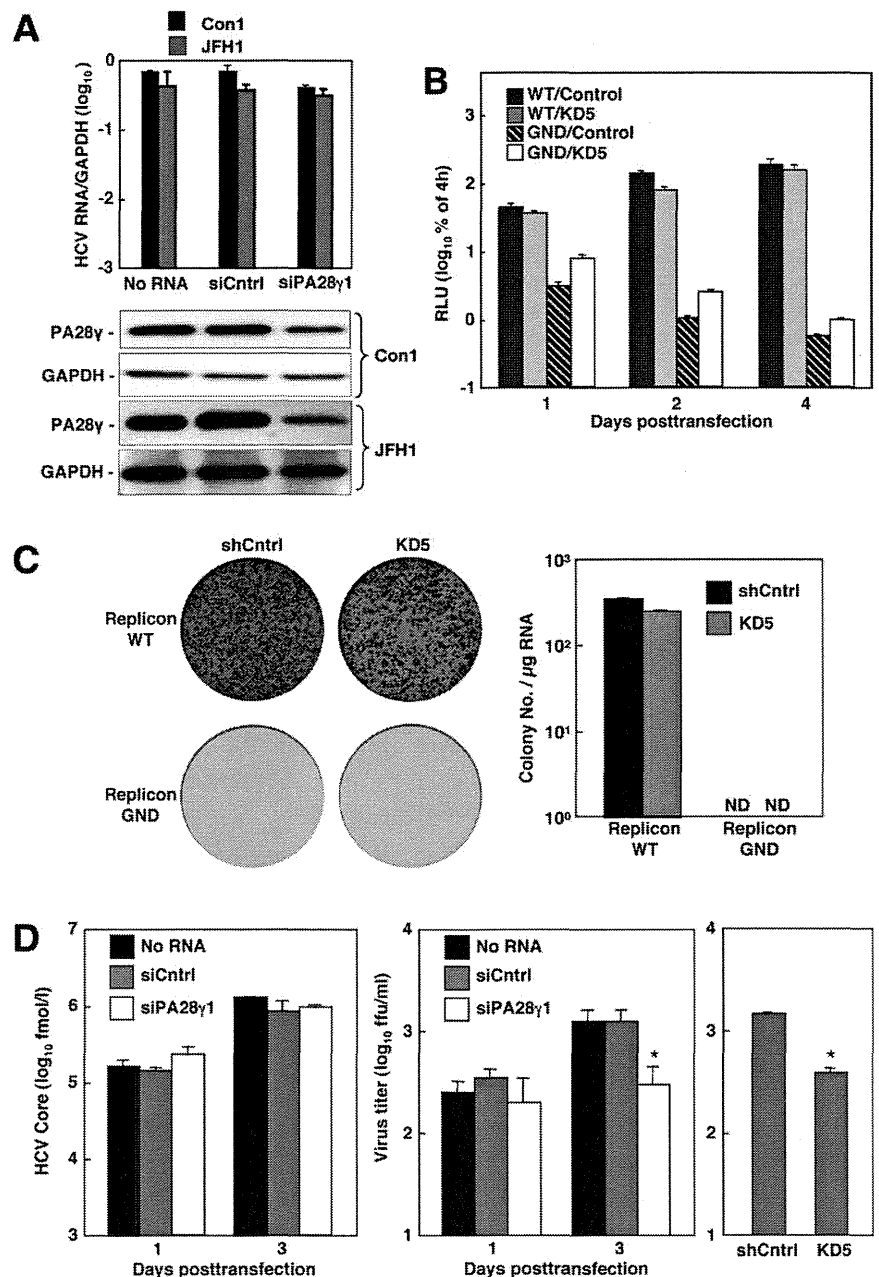 A
Con1
JFH1
HCV RNA/GAPDH (log10)
-0
-1
-2
-3
No RNA siCntrl siPA28γ1
PA28γ -
GAPDH -
Con1
PA28γ -
GAPDH -
JFH1
B
WT/Control
WT/KD5
GND/Control
GND/KD5
RLU (log10 % of 4h)
3
2
1
0
-1
1 2 4
Days posttransfection
C
shCntrl KD5
Replicon
WT
Replicon
GND
Colony No. / µg RNA
10³
10²
10¹
10⁰
shCntrl
KD5
ND ND
Replicon Replicon
WT GND
D
No RNA
siCntrl
siPA28γ1
HCV Core (log10 fmol/l)
7
6
5
4
3
1 3
Days posttransfection
No RNA
siCntrl
siPA28γ1
Virus titer (log10 ffu/ml)
4
3
2
1
*
1 3
Days posttransfection
4
3
2
1
*
shCntrl KD5